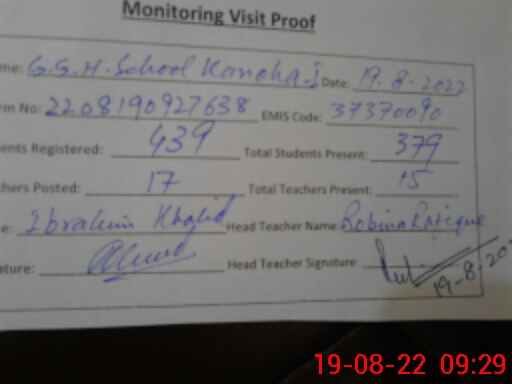 Monitoring Visit Proof
me: G.G.H. School Kanoha-I Date: 19.8.2022
rm No: 2208190927638 EMIS Code: 37370090
ents Registered: 439 Total Students Present: 379
hers Posted: 17 Total Teachers Present: 15
e: Ibrahim Khalid Head Teacher Name: Robina Rafique
ature: Head Teacher Signature:
19-8-20
19-08-22 09:29